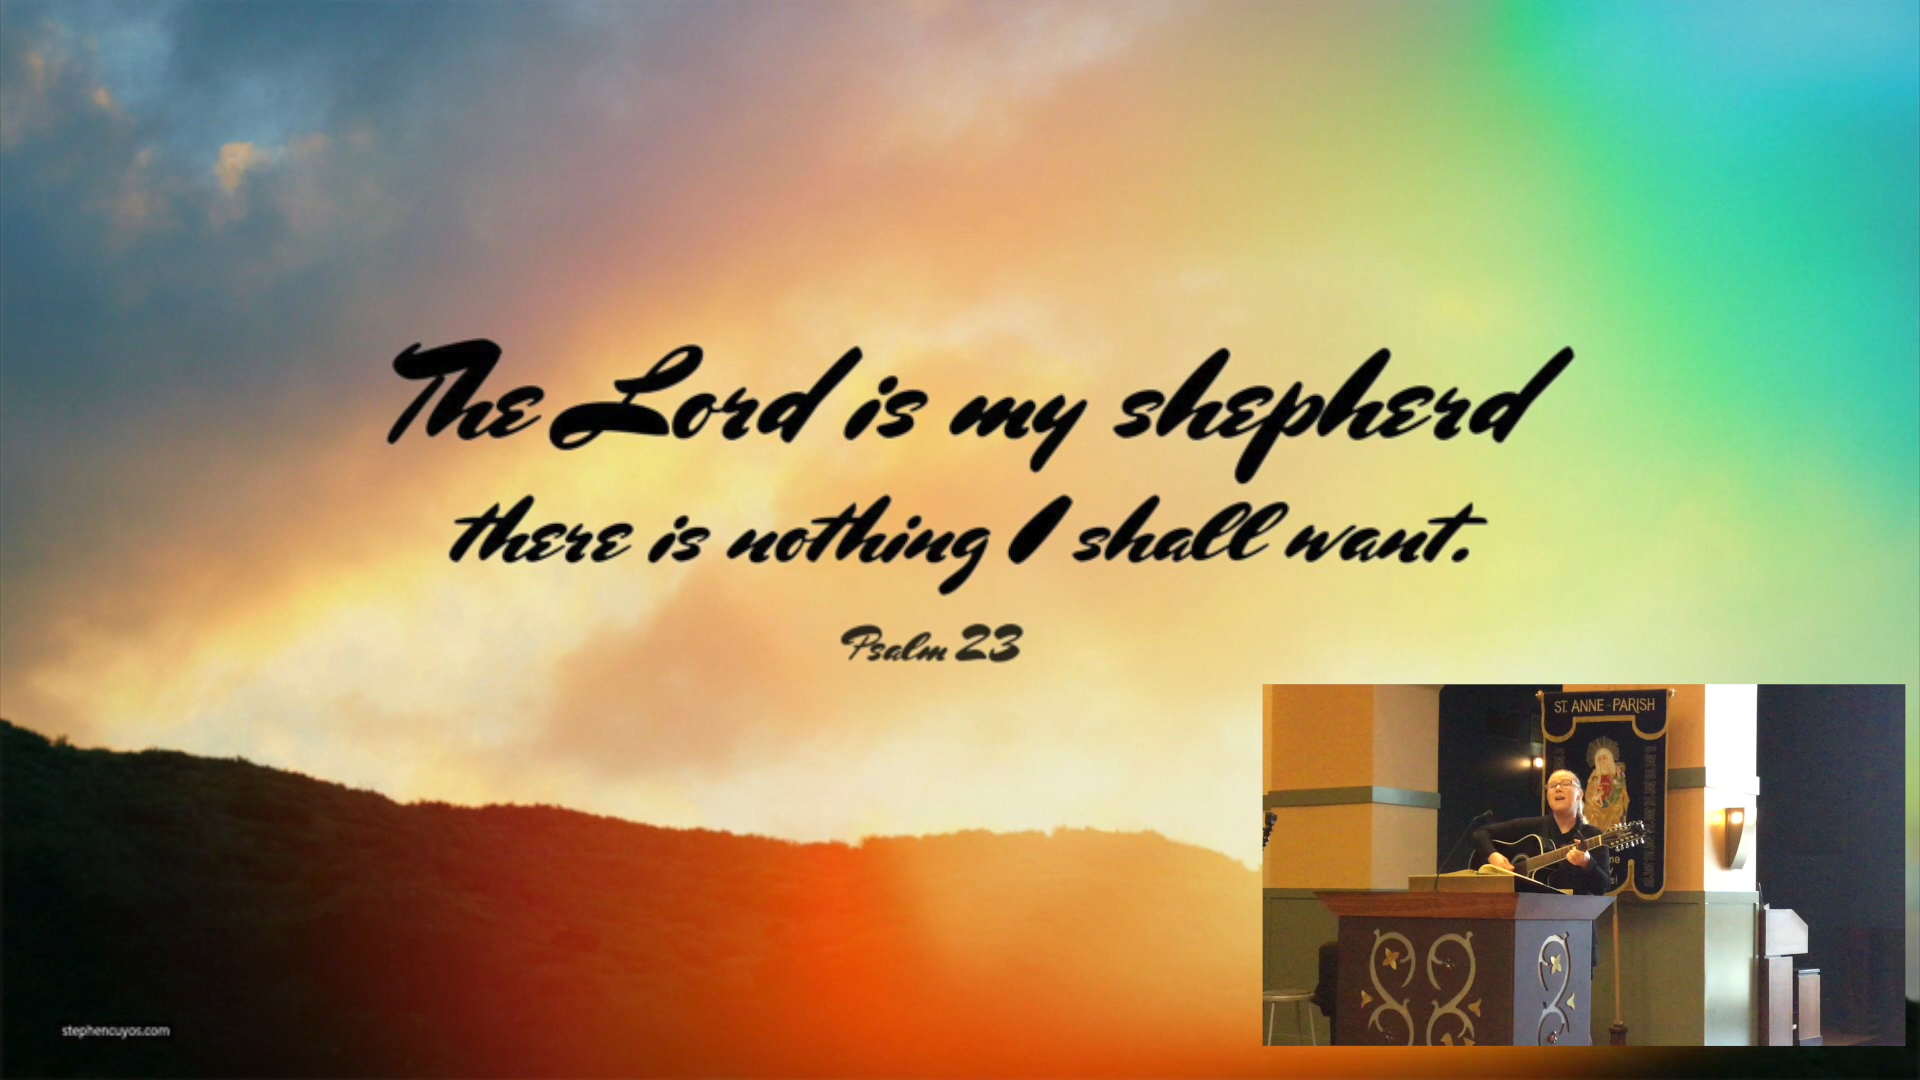 The Lord is my shepherd
there is nothing I shall want.
Psalm 23
ST. ANNE PARISH
stephencuyos.com